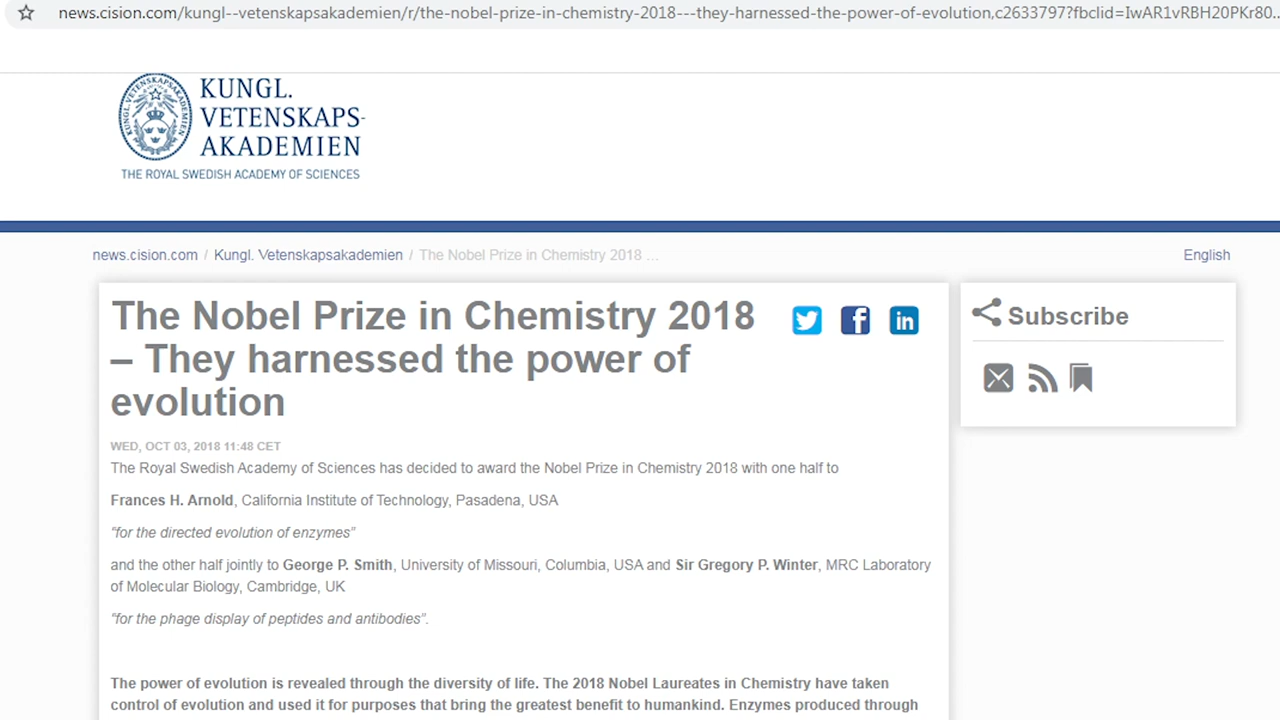 news.cision.com/kungl--vetenskapsakademien/r/the-nobel-prize-in-chemistry-2018---they-harnessed-the-power-of-evolution,c2633797?fbclid=IwAR1vRBH20PKr80...
KUNGL.
VETENSKAPS-
AKADEMIEN
THE ROYAL SWEDISH ACADEMY OF SCIENCES
news.cision.com / Kungl. Vetenskapsakademien / The Nobel Prize in Chemistry 2018 ...
English
The Nobel Prize in Chemistry 2018
– They harnessed the power of
evolution
Subscribe
WED, OCT 03, 2018 11:48 CET
The Royal Swedish Academy of Sciences has decided to award the Nobel Prize in Chemistry 2018 with one half to
Frances H. Arnold, California Institute of Technology, Pasadena, USA
"for the directed evolution of enzymes"
and the other half jointly to George P. Smith, University of Missouri, Columbia, USA and Sir Gregory P. Winter, MRC Laboratory
of Molecular Biology, Cambridge, UK
"for the phage display of peptides and antibodies".
The power of evolution is revealed through the diversity of life. The 2018 Nobel Laureates in Chemistry have taken
control of evolution and used it for purposes that bring the greatest benefit to humankind. Enzymes produced through